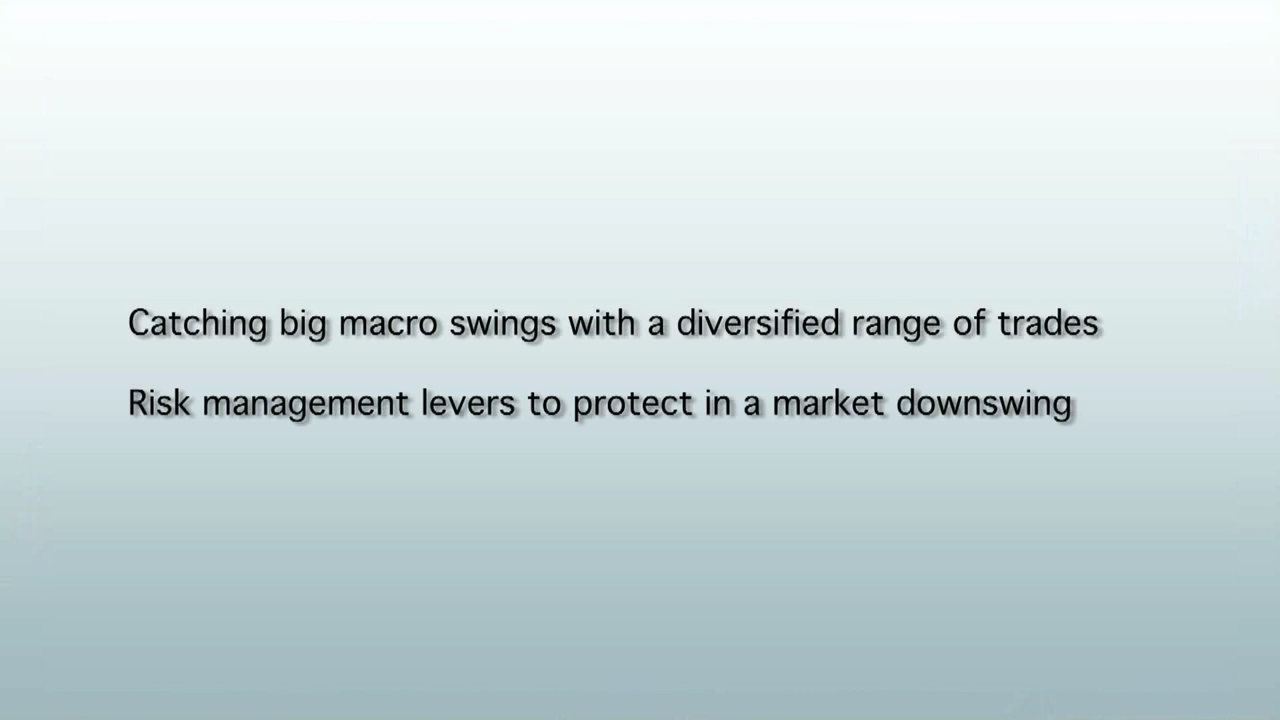 Catching big macro swings with a diversified range of trades
Risk management levers to protect in a market downswing